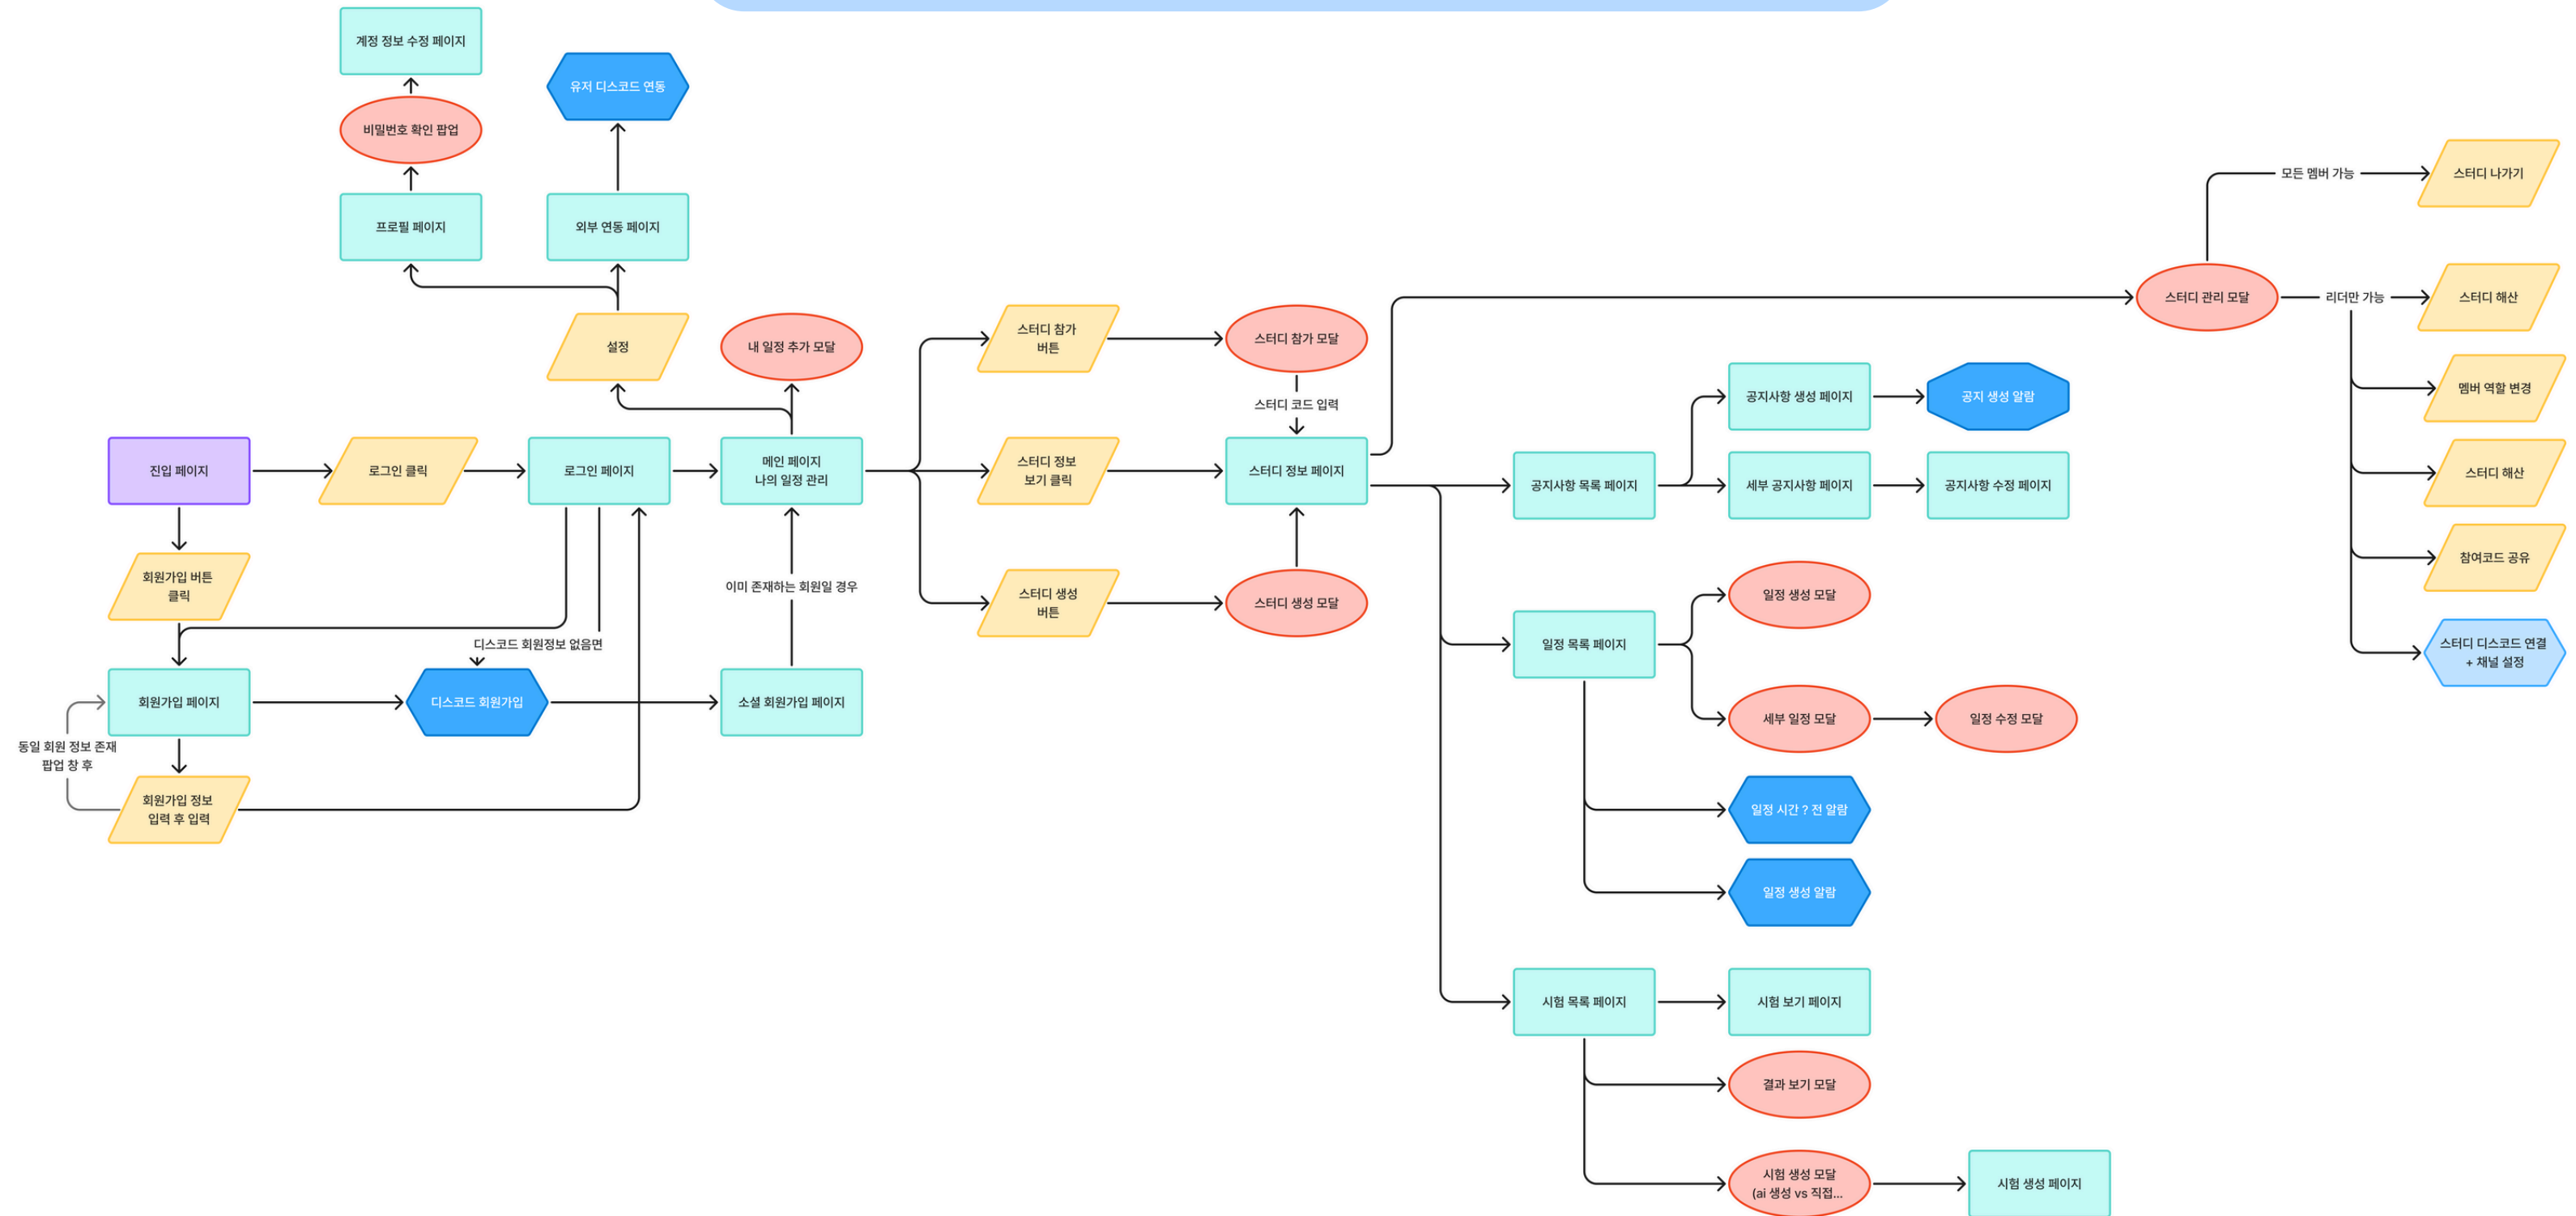 계정 정보 수정 페이지
유저 디스코드 연동
비밀번호 확인 팝업
모든 멤버 가능
스터디 나가기
프로필 페이지
외부 연동 페이지
스터디 관리 모달
리더만 가능
스터디 해산
설정
내 일정 추가 모달
스터디 참가
버튼
스터디 참가 모달
멤버 역할 변경
공지사항 생성 페이지
공지 생성 알람
스터디 코드 입력
진입 페이지
로그인 클릭
로그인 페이지
메인 페이지
나의 일정 관리
스터디 정보
보기 클릭
스터디 정보 페이지
공지사항 목록 페이지
세부 공지사항 페이지
공지사항 수정 페이지
스터디 해산
회원가입 버튼
클릭
이미 존재하는 회원일 경우
스터디 생성
버튼
스터디 생성 모달
일정 생성 모달
참여코드 공유
디스코드 회원정보 없음면
일정 목록 페이지
스터디 디스코드 연결
+ 채널 설정
회원가입 페이지
디스코드 회원가입
소셜 회원가입 페이지
세부 일정 모달
일정 수정 모달
동일 회원 정보 존재
팝업 창 후
회원가입 정보
입력 후 입력
일정 시간 ? 전 알람
일정 생성 알람
시험 목록 페이지
시험 보기 페이지
결과 보기 모달
시험 생성 모달
(ai 생성 vs 직접...
시험 생성 페이지